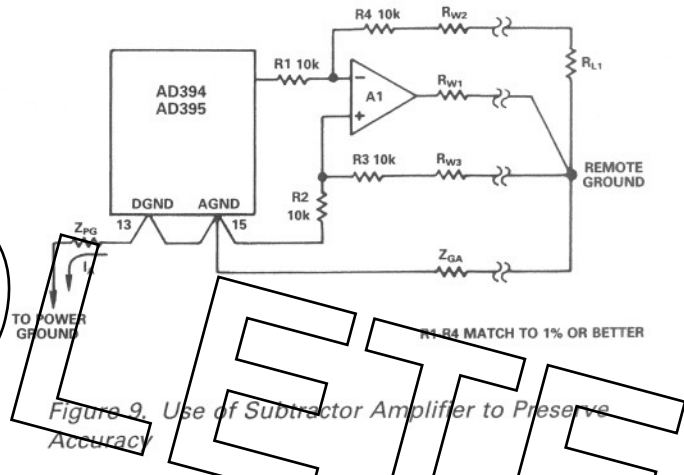 R4 10k
RW2
R1 10k
RL1
AD394
AD395
−
A1
+
RW1
R3 10k
RW3
REMOTE
GROUND
R2
10k
DGND
AGND
13
15
ZPG
ZGA
TO POWER
GROUND
R1-R4 MATCH TO 1% OR BETTER
Figure 9. Use of Subtractor Amplifier to Preserve
Accuracy
LETE